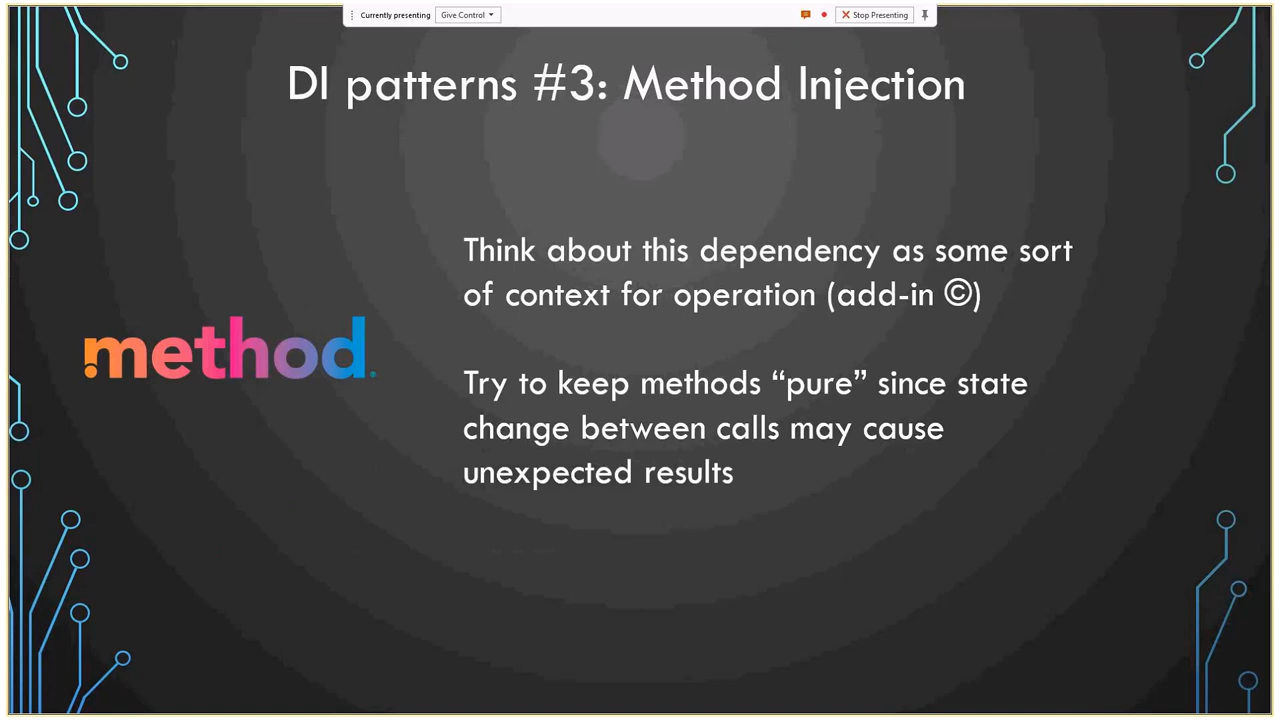 Currently presenting Give Control Stop Presenting
DI patterns #3: Method Injection
Think about this dependency as some sort
of context for operation (add-in ©)
method.
Try to keep methods “pure” since state
change between calls may cause
unexpected results